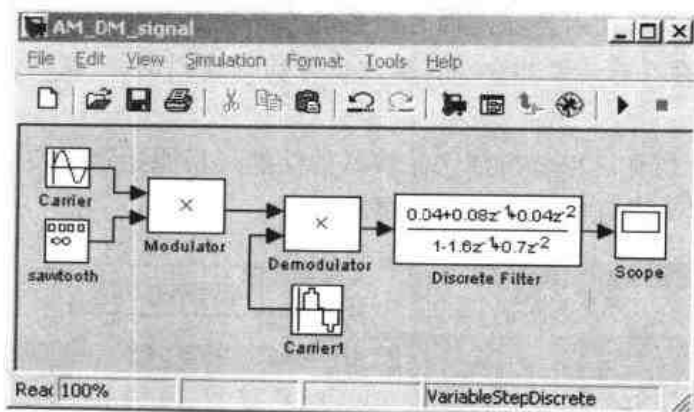 AM_DM_signal
File Edit View Simulation Format Tools Help
Carrier
sawtooth
Modulator
Demodulator
Carrier1
0.04+0.08z⁻¹+0.04z⁻²
1-1.6z⁻¹+0.7z⁻²
Discrete Filter
Scope
Reac 100%
VariableStepDiscrete